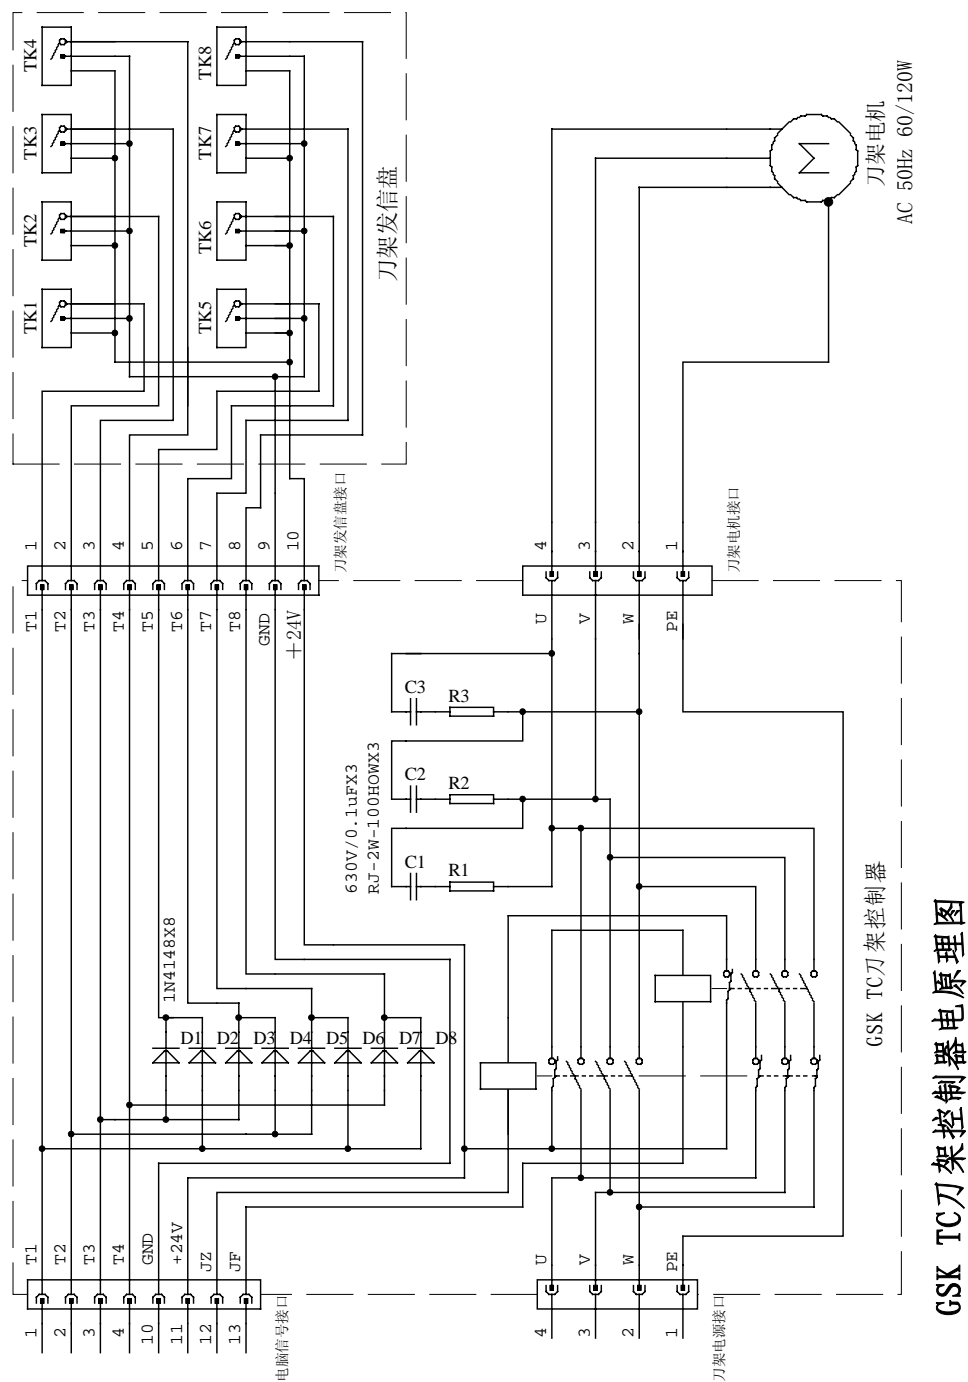 TK4
TK3
TK2
TK1
TK8
TK7
TK6
TK5
刀架发信盘
1
2
3
4
5
6
7
8
9
10
刀架发信盘接口
T1
T2
T3
T4
T5
T6
T7
T8
GND
+24V
刀架电机
AC 50Hz 60/120W
M
4
3
2
1
刀架电机接口
U
V
W
PE
C3
R3
C2
R2
C1
R1
630V/0.1uFX3
RJ-2W-100HOWX3
1N4148X8
D1
D2
D3
D4
D5
D6
D7
D8
GSK TC刀架控制器
T1
T2
T3
T4
GND
+24V
JZ
JF
1
2
3
4
10
11
12
13
电脑信号接口
U
V
W
PE
4
3
2
1
刀架电源接口
GSK TC刀架控制器电原理图